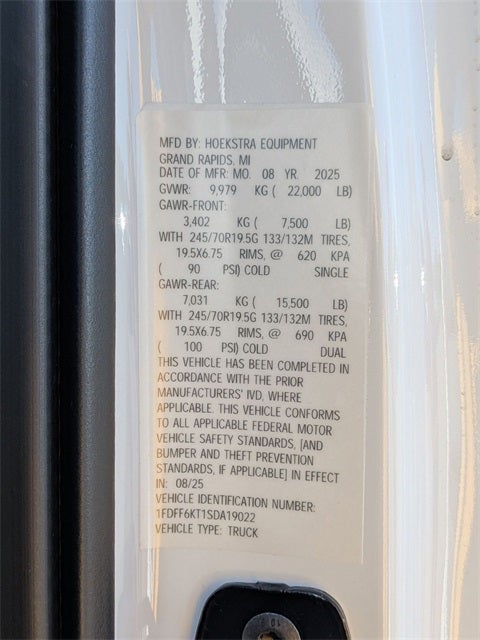 MFD BY: HOEKSTRA EQUIPMENT
GRAND RAPIDS, MI
DATE OF MFR: MO. 08 YR. 2025
GVWR: 9,979 KG ( 22,000 LB)
GAWR-FRONT:
3,402 KG ( 7,500 LB)
WITH 245/70R19.5G 133/132M TIRES,
19.5X6.75 RIMS, @ 620 KPA
( 90 PSI) COLD SINGLE
GAWR-REAR:
7,031 KG ( 15,500 LB)
WITH 245/70R19.5G 133/132M TIRES,
19.5X6.75 RIMS, @ 690 KPA
( 100 PSI) COLD DUAL
THIS VEHICLE HAS BEEN COMPLETED IN
ACCORDANCE WITH THE PRIOR
MANUFACTURERS' IVD, WHERE
APPLICABLE. THIS VEHICLE CONFORMS
TO ALL APPLICABLE FEDERAL MOTOR
VEHICLE SAFETY STANDARDS, [AND
BUMPER AND THEFT PREVENTION
STANDARDS, IF APPLICABLE] IN EFFECT
IN: 08/25
VEHICLE IDENTIFICATION NUMBER:
1FDFF6KT1SDA19022
VEHICLE TYPE: TRUCK